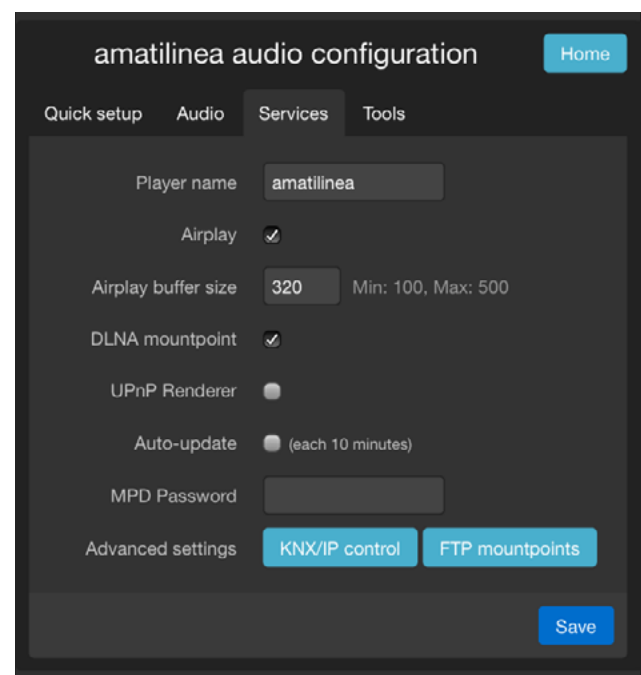 amatilinea audio configuration Home
Quick setup Audio Services Tools
Player name amatilinea
Airplay
Airplay buffer size 320 Min: 100, Max: 500
DLNA mountpoint
UPnP Renderer
Auto-update (each 10 minutes)
MPD Password
Advanced settings KNX/IP control FTP mountpoints
Save